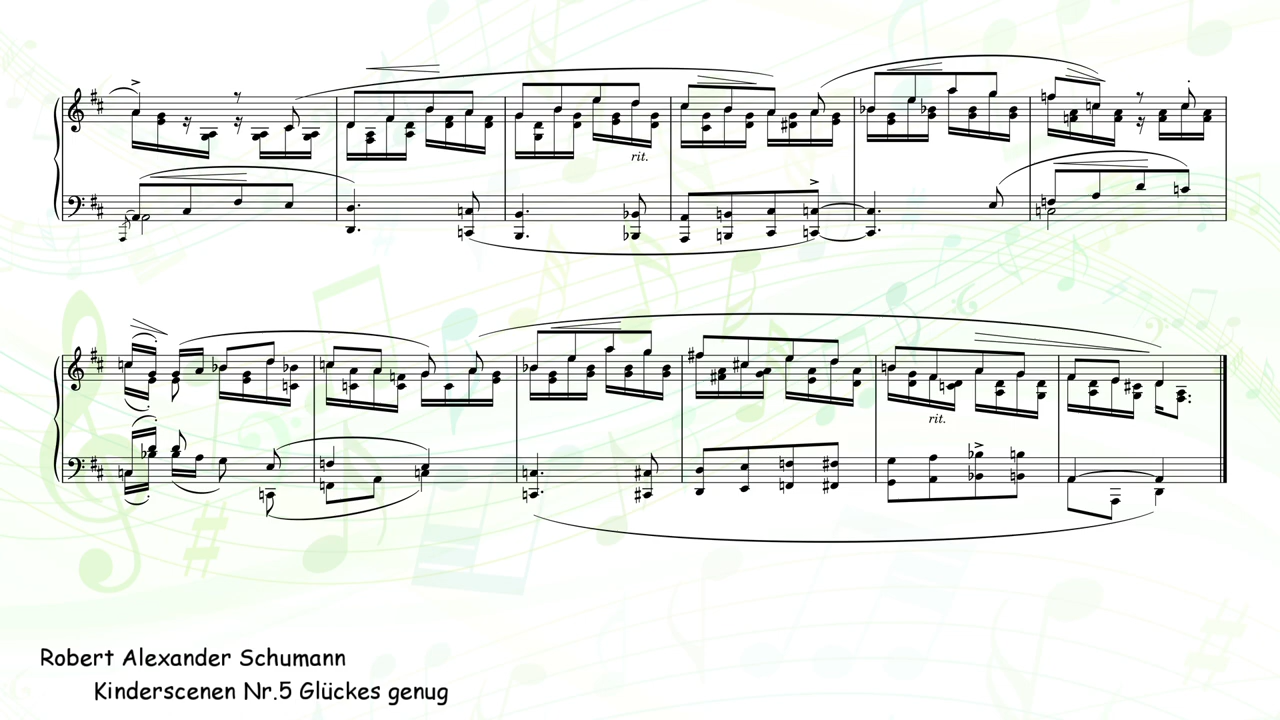 rit.
rit.
Robert Alexander Schumann
Kinderscenen Nr.5 Glückes genug